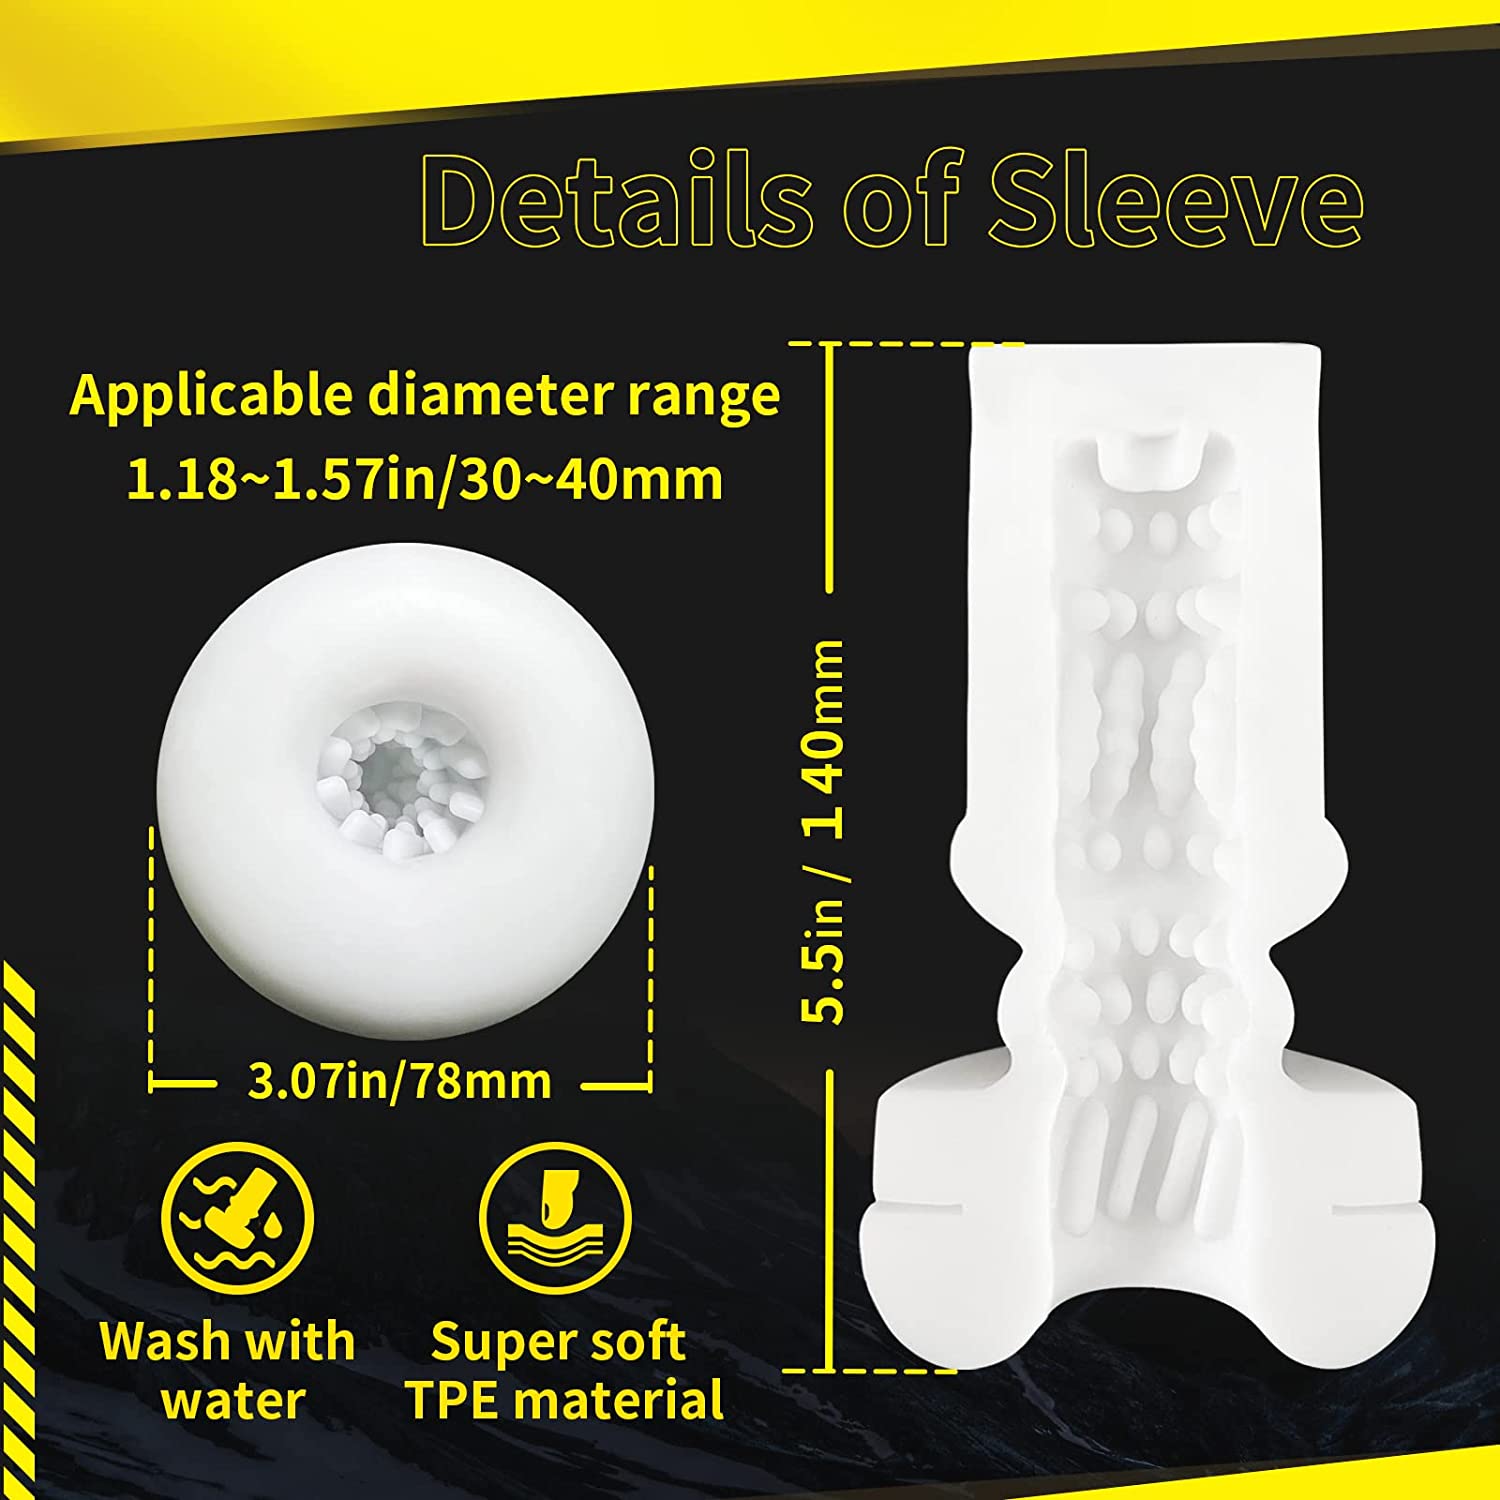 Details of Sleeve
Applicable diameter range
1.18~1.57in/30~40mm
5.5in / 140mm
3.07in/78mm
Wash with
water
Super soft
TPE material